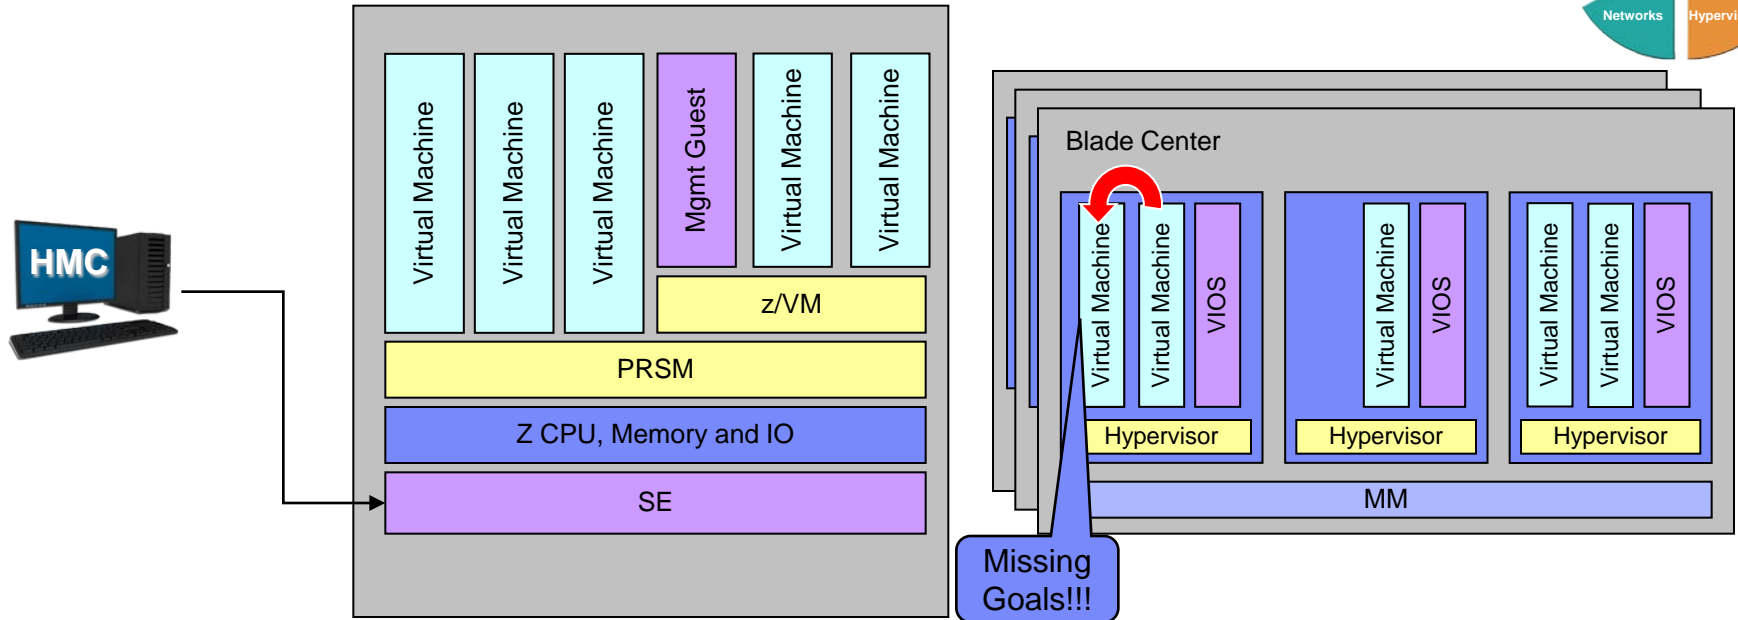 Networks
Hypervis
HMC
Virtual Machine
Virtual Machine
Virtual Machine
Mgmt Guest
Virtual Machine
Virtual Machine
z/VM
PRSM
Z CPU, Memory and IO
SE
Blade Center
Virtual Machine
Virtual Machine
VIOS
Hypervisor
Virtual Machine
VIOS
Hypervisor
Virtual Machine
Virtual Machine
VIOS
Hypervisor
MM
Missing
Goals!!!